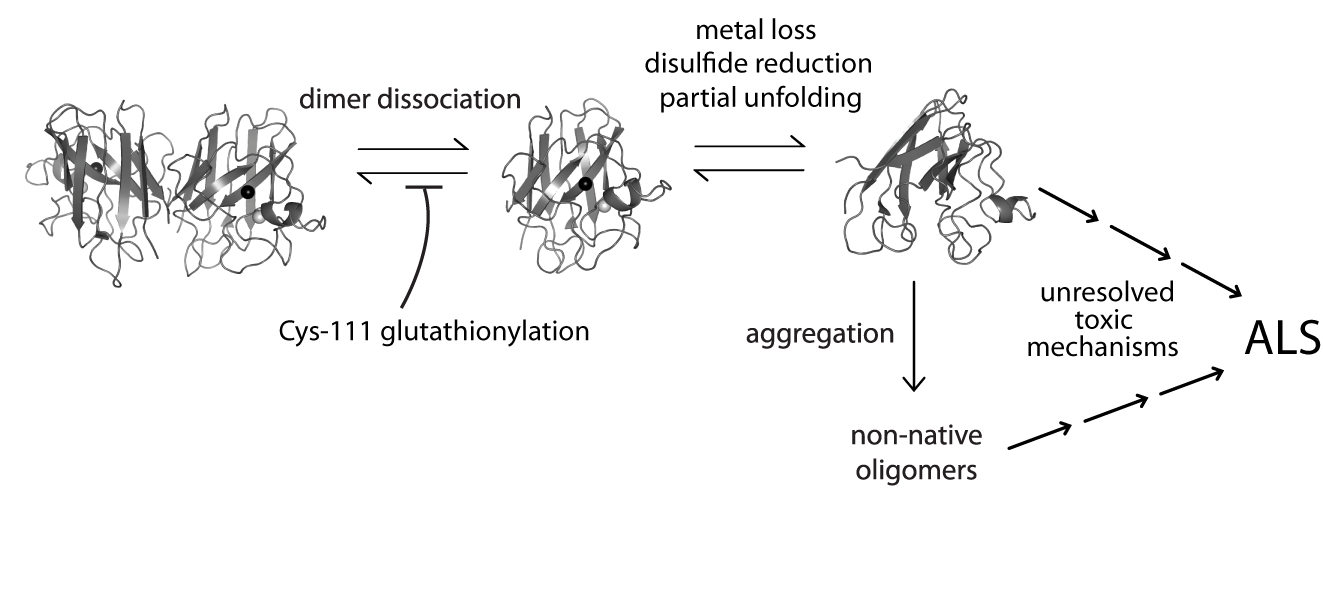 metal loss
disulfide reduction
partial unfolding
dimer dissociation
Cys-111 glutathionylation
aggregation
unresolved
toxic
mechanisms
ALS
non-native
oligomers